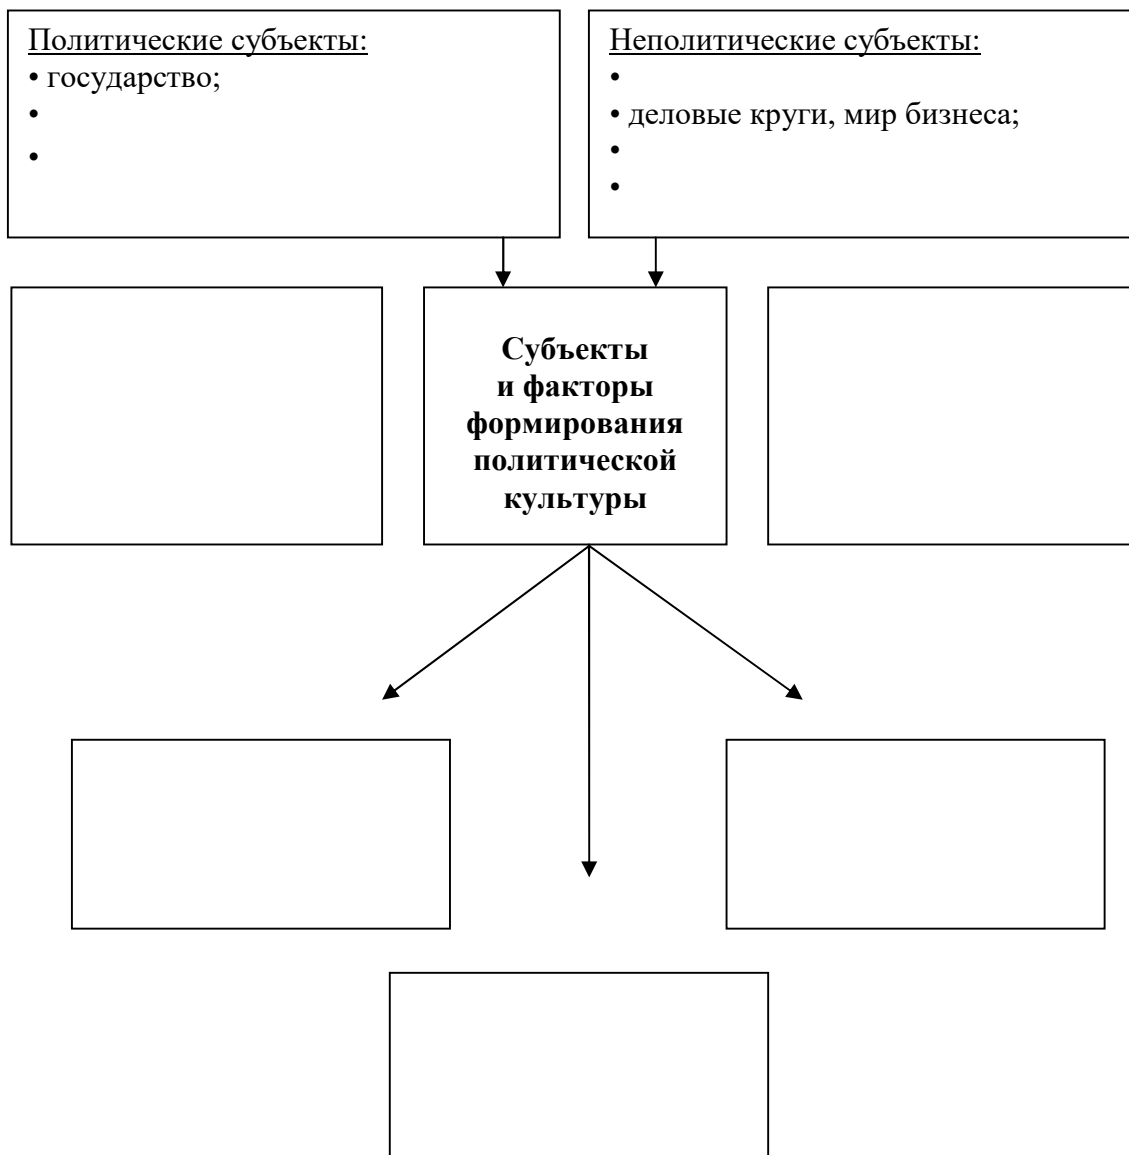 Политические субъекты:
• государство;
•
•
Неполитические субъекты:
•
• деловые круги, мир бизнеса;
•
•
Субъекты
и факторы
формирования
политической
культуры